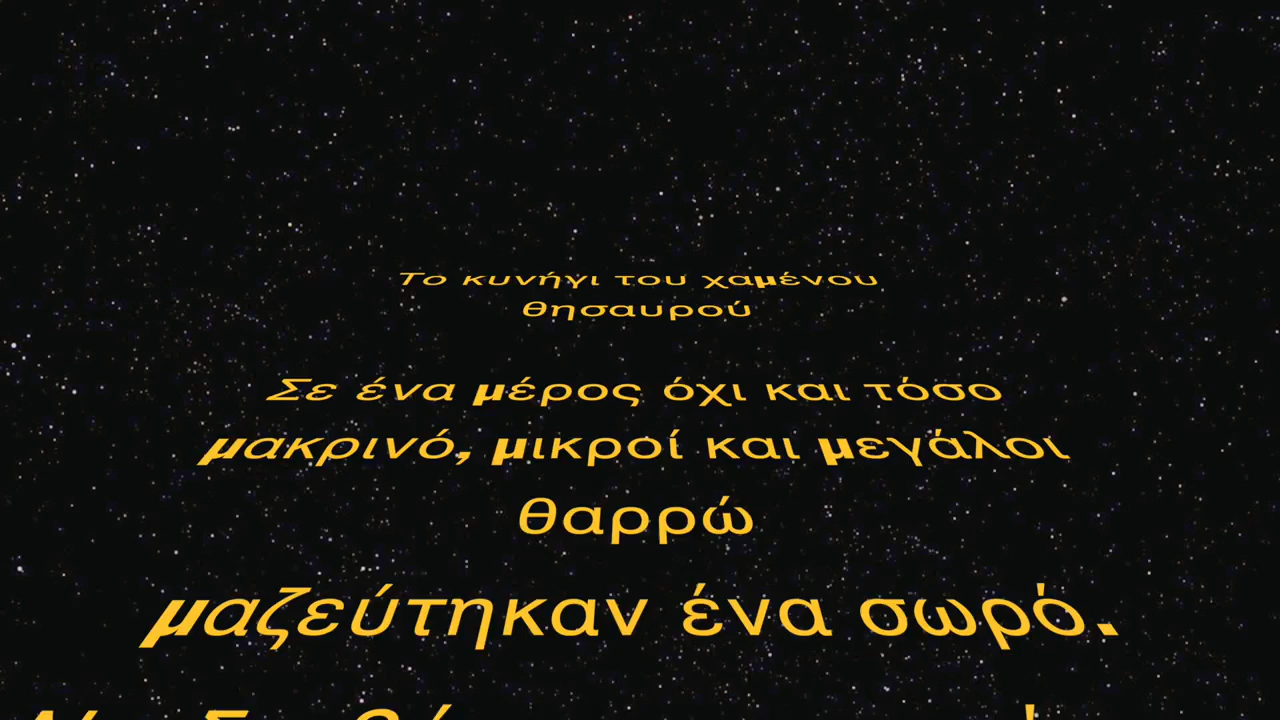 Το κυνήγι του χαμένου
θησαυρού
Σε ένα μέρος όχι και τόσο
μακρινό, μικροί και μεγάλοι
θαρρώ
μαζεύτηκαν ένα σωρό.